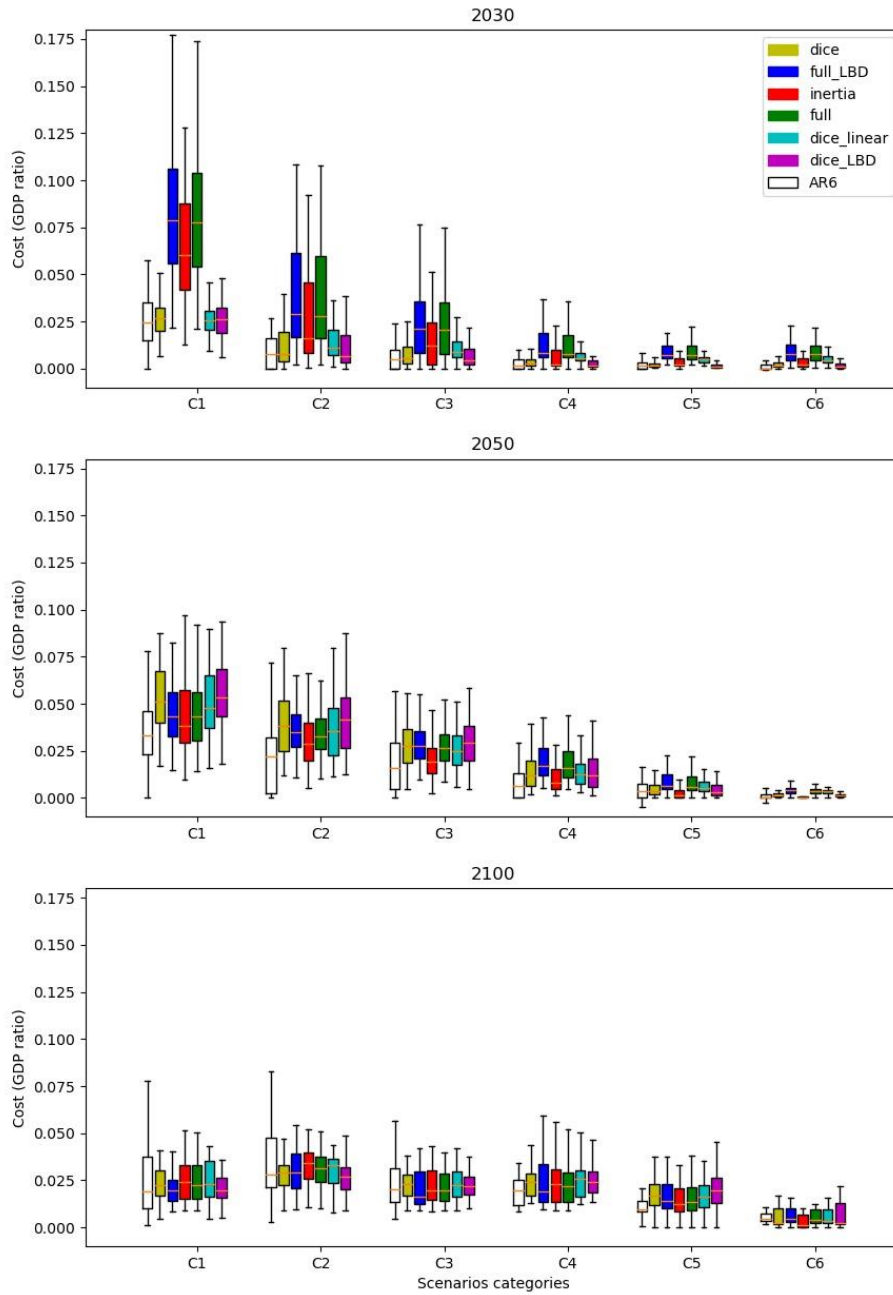 2030
0.175
0.150
0.125
0.100
0.075
0.050
0.025
0.000
Cost (GDP ratio)
dice
full_LBD
inertia
full
dice_linear
dice_LBD
AR6
C1 C2 C3 C4 C5 C6
2050
0.175
0.150
0.125
0.100
0.075
0.050
0.025
0.000
Cost (GDP ratio)
C1 C2 C3 C4 C5 C6
2100
0.175
0.150
0.125
0.100
0.075
0.050
0.025
0.000
Cost (GDP ratio)
C1 C2 C3 C4 C5 C6
Scenarios categories